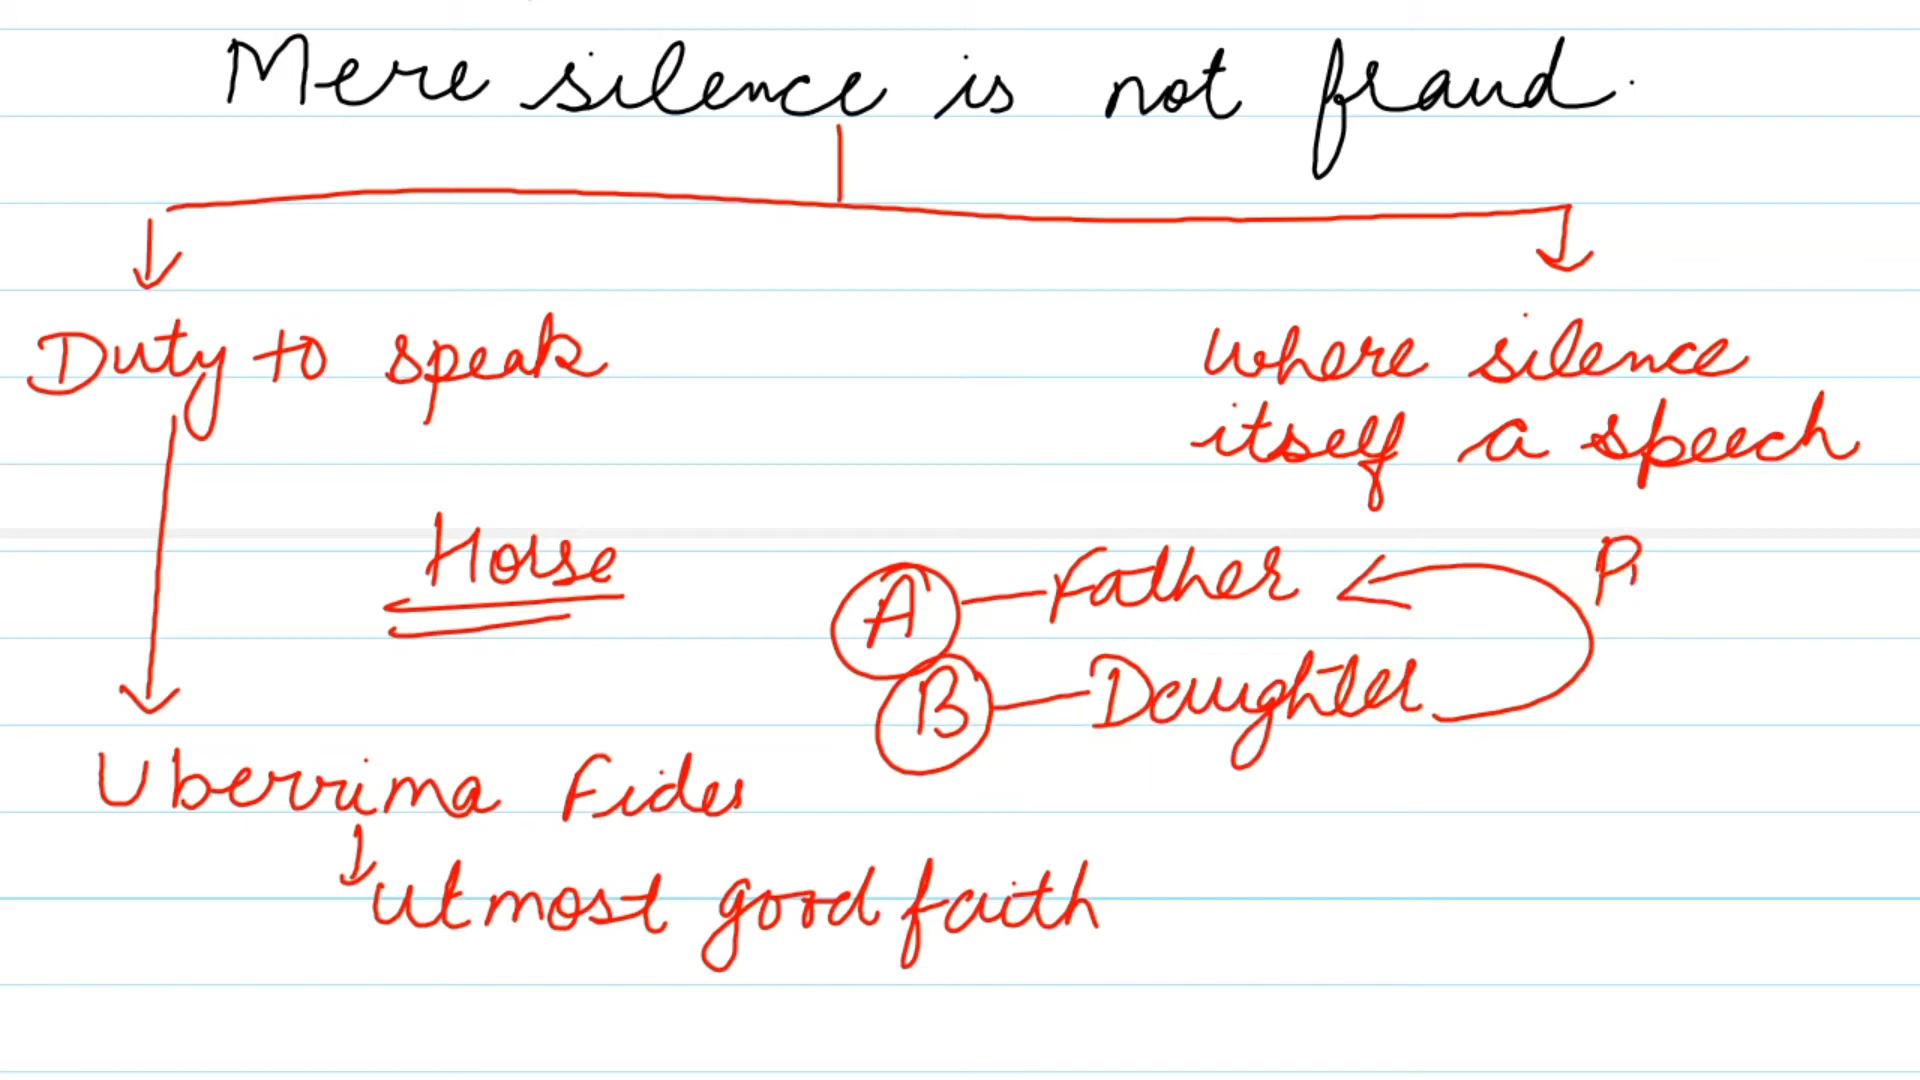 Mere silence is not fraud.
Duty to speak
where silence
itself a speech
Horse
A — Father
P1
B — Daughter
Uberrima Fides
utmost good faith